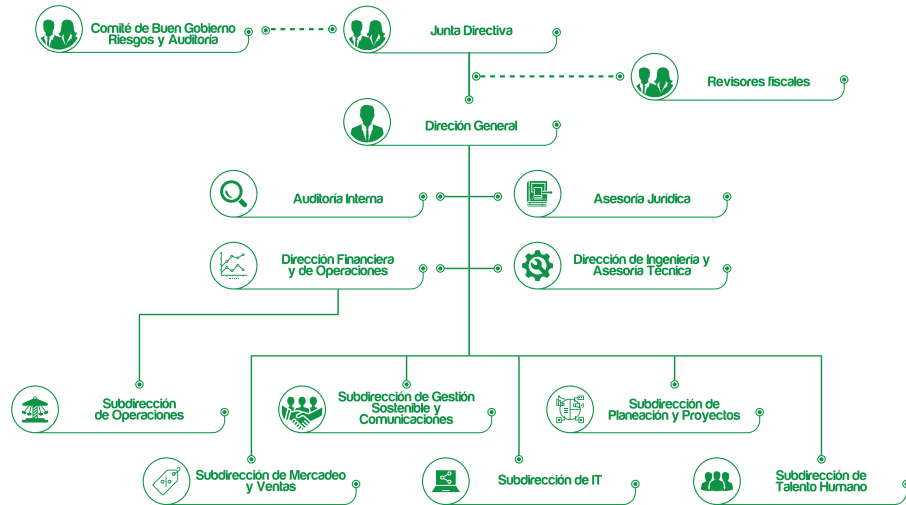 Comité de Buen Gobierno
Riesgos y Auditoría
Junta Directiva
Revisores fiscales
Direción General
Auditoría Interna
Asesoría Jurídica
Dirección Financiera
y de Operaciones
Dirección de Ingeniería y
Asesoría Técnica
Subdirección
de Operaciones
Subdirección de Gestión
Sostenible y
Comunicaciones
Subdirección de
Planeación y Proyectos
Subdirección de Mercadeo
y Ventas
Subdirección de IT
Subdirección de
Talento Humano